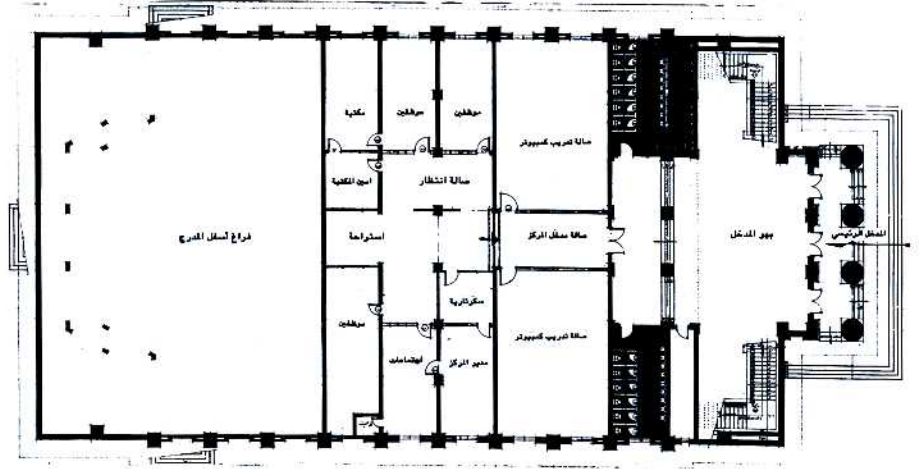 مكتبة
موظفين
موظفين
صالة تدريب كمبيوتر
امين المكتبة
صالة انتظار
فراغ أسفل المدرج
استراحة
صالة مدخل المركز
بهو المدخل
المدخل الرئيسي
سكرتارية
موظفين
اجتماعات
مدير المركز
صالة تدريب كمبيوتر